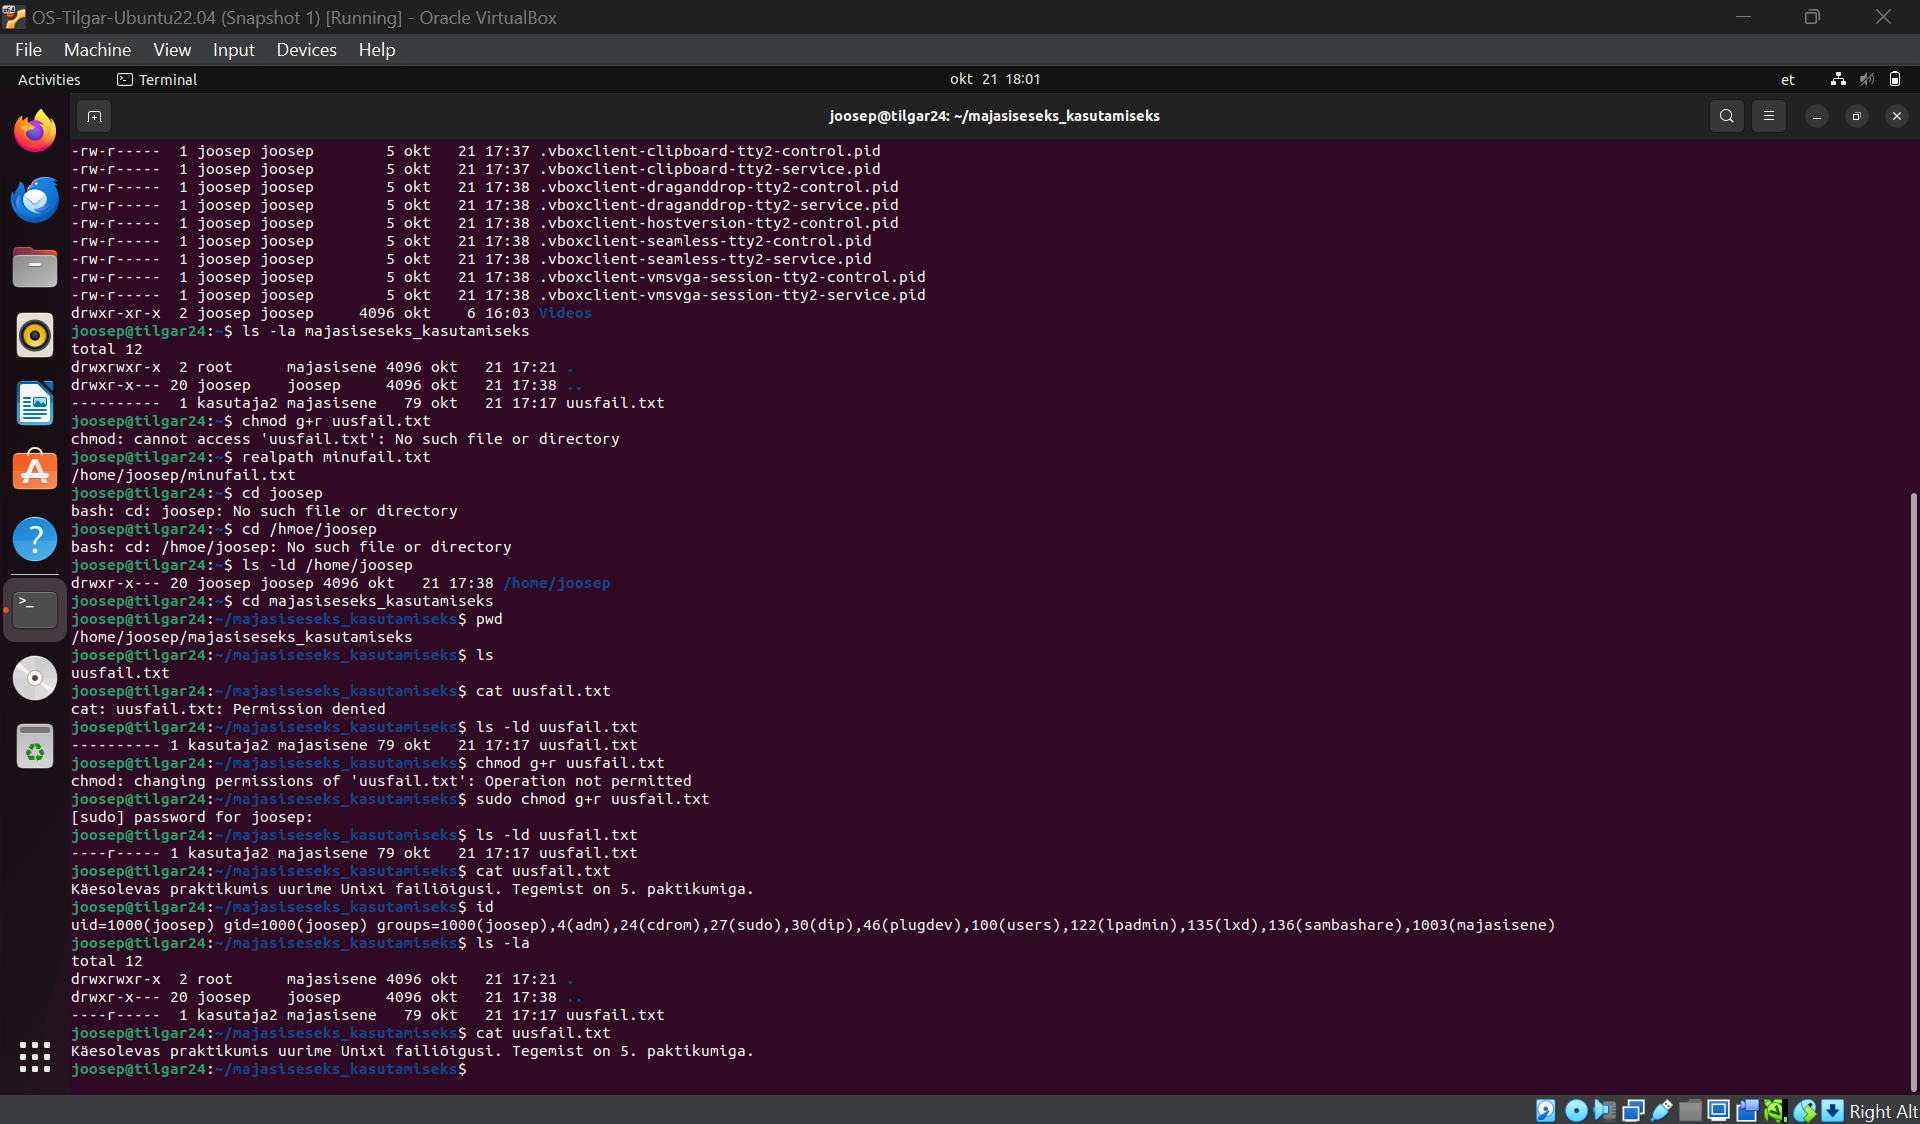 OS-Tilgar-Ubuntu22.04 (Snapshot 1) [Running] - Oracle VirtualBox
File Machine View Input Devices Help
Activities Terminal okt 21 18:01 et
joosep@tilgar24: ~/majasiseseks_kasutamiseks
-rw-r----- 1 joosep joosep 5 okt 21 17:37 .vboxclient-clipboard-tty2-control.pid
-rw-r----- 1 joosep joosep 5 okt 21 17:37 .vboxclient-clipboard-tty2-service.pid
-rw-r----- 1 joosep joosep 5 okt 21 17:38 .vboxclient-draganddrop-tty2-control.pid
-rw-r----- 1 joosep joosep 5 okt 21 17:38 .vboxclient-draganddrop-tty2-service.pid
-rw-r----- 1 joosep joosep 5 okt 21 17:38 .vboxclient-hostversion-tty2-control.pid
-rw-r----- 1 joosep joosep 5 okt 21 17:38 .vboxclient-seamless-tty2-control.pid
-rw-r----- 1 joosep joosep 5 okt 21 17:38 .vboxclient-seamless-tty2-service.pid
-rw-r----- 1 joosep joosep 5 okt 21 17:38 .vboxclient-vmsvga-session-tty2-control.pid
-rw-r----- 1 joosep joosep 5 okt 21 17:38 .vboxclient-vmsvga-session-tty2-service.pid
drwxr-xr-x 2 joosep joosep 4096 okt 6 16:03 Videos
joosep@tilgar24:~$ ls -la majasiseseks_kasutamiseks
total 12
drwxrwxr-x 2 root majasisene 4096 okt 21 17:21 .
drwxr-x--- 20 joosep joosep 4096 okt 21 17:38 ..
---------- 1 kasutaja2 majasisene 79 okt 21 17:17 uusfail.txt
joosep@tilgar24:~$ chmod g+r uusfail.txt
chmod: cannot access 'uusfail.txt': No such file or directory
joosep@tilgar24:~$ realpath minufail.txt
/home/joosep/minufail.txt
joosep@tilgar24:~$ cd joosep
bash: cd: joosep: No such file or directory
joosep@tilgar24:~$ cd /hmoe/joosep
bash: cd: /hmoe/joosep: No such file or directory
joosep@tilgar24:~$ ls -ld /home/joosep
drwxr-x--- 20 joosep joosep 4096 okt 21 17:38 /home/joosep
joosep@tilgar24:~$ cd majasiseseks_kasutamiseks
joosep@tilgar24:~/majasiseseks_kasutamiseks$ pwd
/home/joosep/majasiseseks_kasutamiseks
joosep@tilgar24:~/majasiseseks_kasutamiseks$ ls
uusfail.txt
joosep@tilgar24:~/majasiseseks_kasutamiseks$ cat uusfail.txt
cat: uusfail.txt: Permission denied
joosep@tilgar24:~/majasiseseks_kasutamiseks$ ls -ld uusfail.txt
---------- 1 kasutaja2 majasisene 79 okt 21 17:17 uusfail.txt
joosep@tilgar24:~/majasiseseks_kasutamiseks$ chmod g+r uusfail.txt
chmod: changing permissions of 'uusfail.txt': Operation not permitted
joosep@tilgar24:~/majasiseseks_kasutamiseks$ sudo chmod g+r uusfail.txt
[sudo] password for joosep:
joosep@tilgar24:~/majasiseseks_kasutamiseks$ ls -ld uusfail.txt
----r----- 1 kasutaja2 majasisene 79 okt 21 17:17 uusfail.txt
joosep@tilgar24:~/majasiseseks_kasutamiseks$ cat uusfail.txt
Käesolevas praktikumis uurime Unixi failiõigusi. Tegemist on 5. paktikumiga.
joosep@tilgar24:~/majasiseseks_kasutamiseks$ id
uid=1000(joosep) gid=1000(joosep) groups=1000(joosep),4(adm),24(cdrom),27(sudo),30(dip),46(plugdev),100(users),122(lpadmin),135(lxd),136(sambashare),1003(majasisene)
joosep@tilgar24:~/majasiseseks_kasutamiseks$ ls -la
total 12
drwxrwxr-x 2 root majasisene 4096 okt 21 17:21 .
drwxr-x--- 20 joosep joosep 4096 okt 21 17:38 ..
----r----- 1 kasutaja2 majasisene 79 okt 21 17:17 uusfail.txt
joosep@tilgar24:~/majasiseseks_kasutamiseks$ cat uusfail.txt
Käesolevas praktikumis uurime Unixi failiõigusi. Tegemist on 5. paktikumiga.
joosep@tilgar24:~/majasiseseks_kasutamiseks$
Right Alt